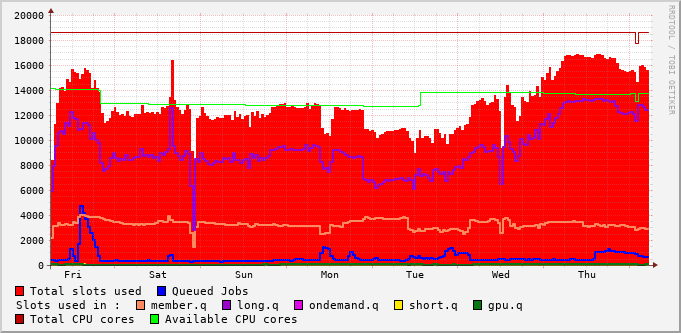 RRDTOOL / TOBI OETIKER
20000
18000
16000
14000
12000
10000
8000
6000
4000
2000
0
Fri Sat Sun Mon Tue Wed Thu
Total slots used Queued Jobs
Slots used in : member.q long.q ondemand.q short.q gpu.q
Total CPU cores Available CPU cores